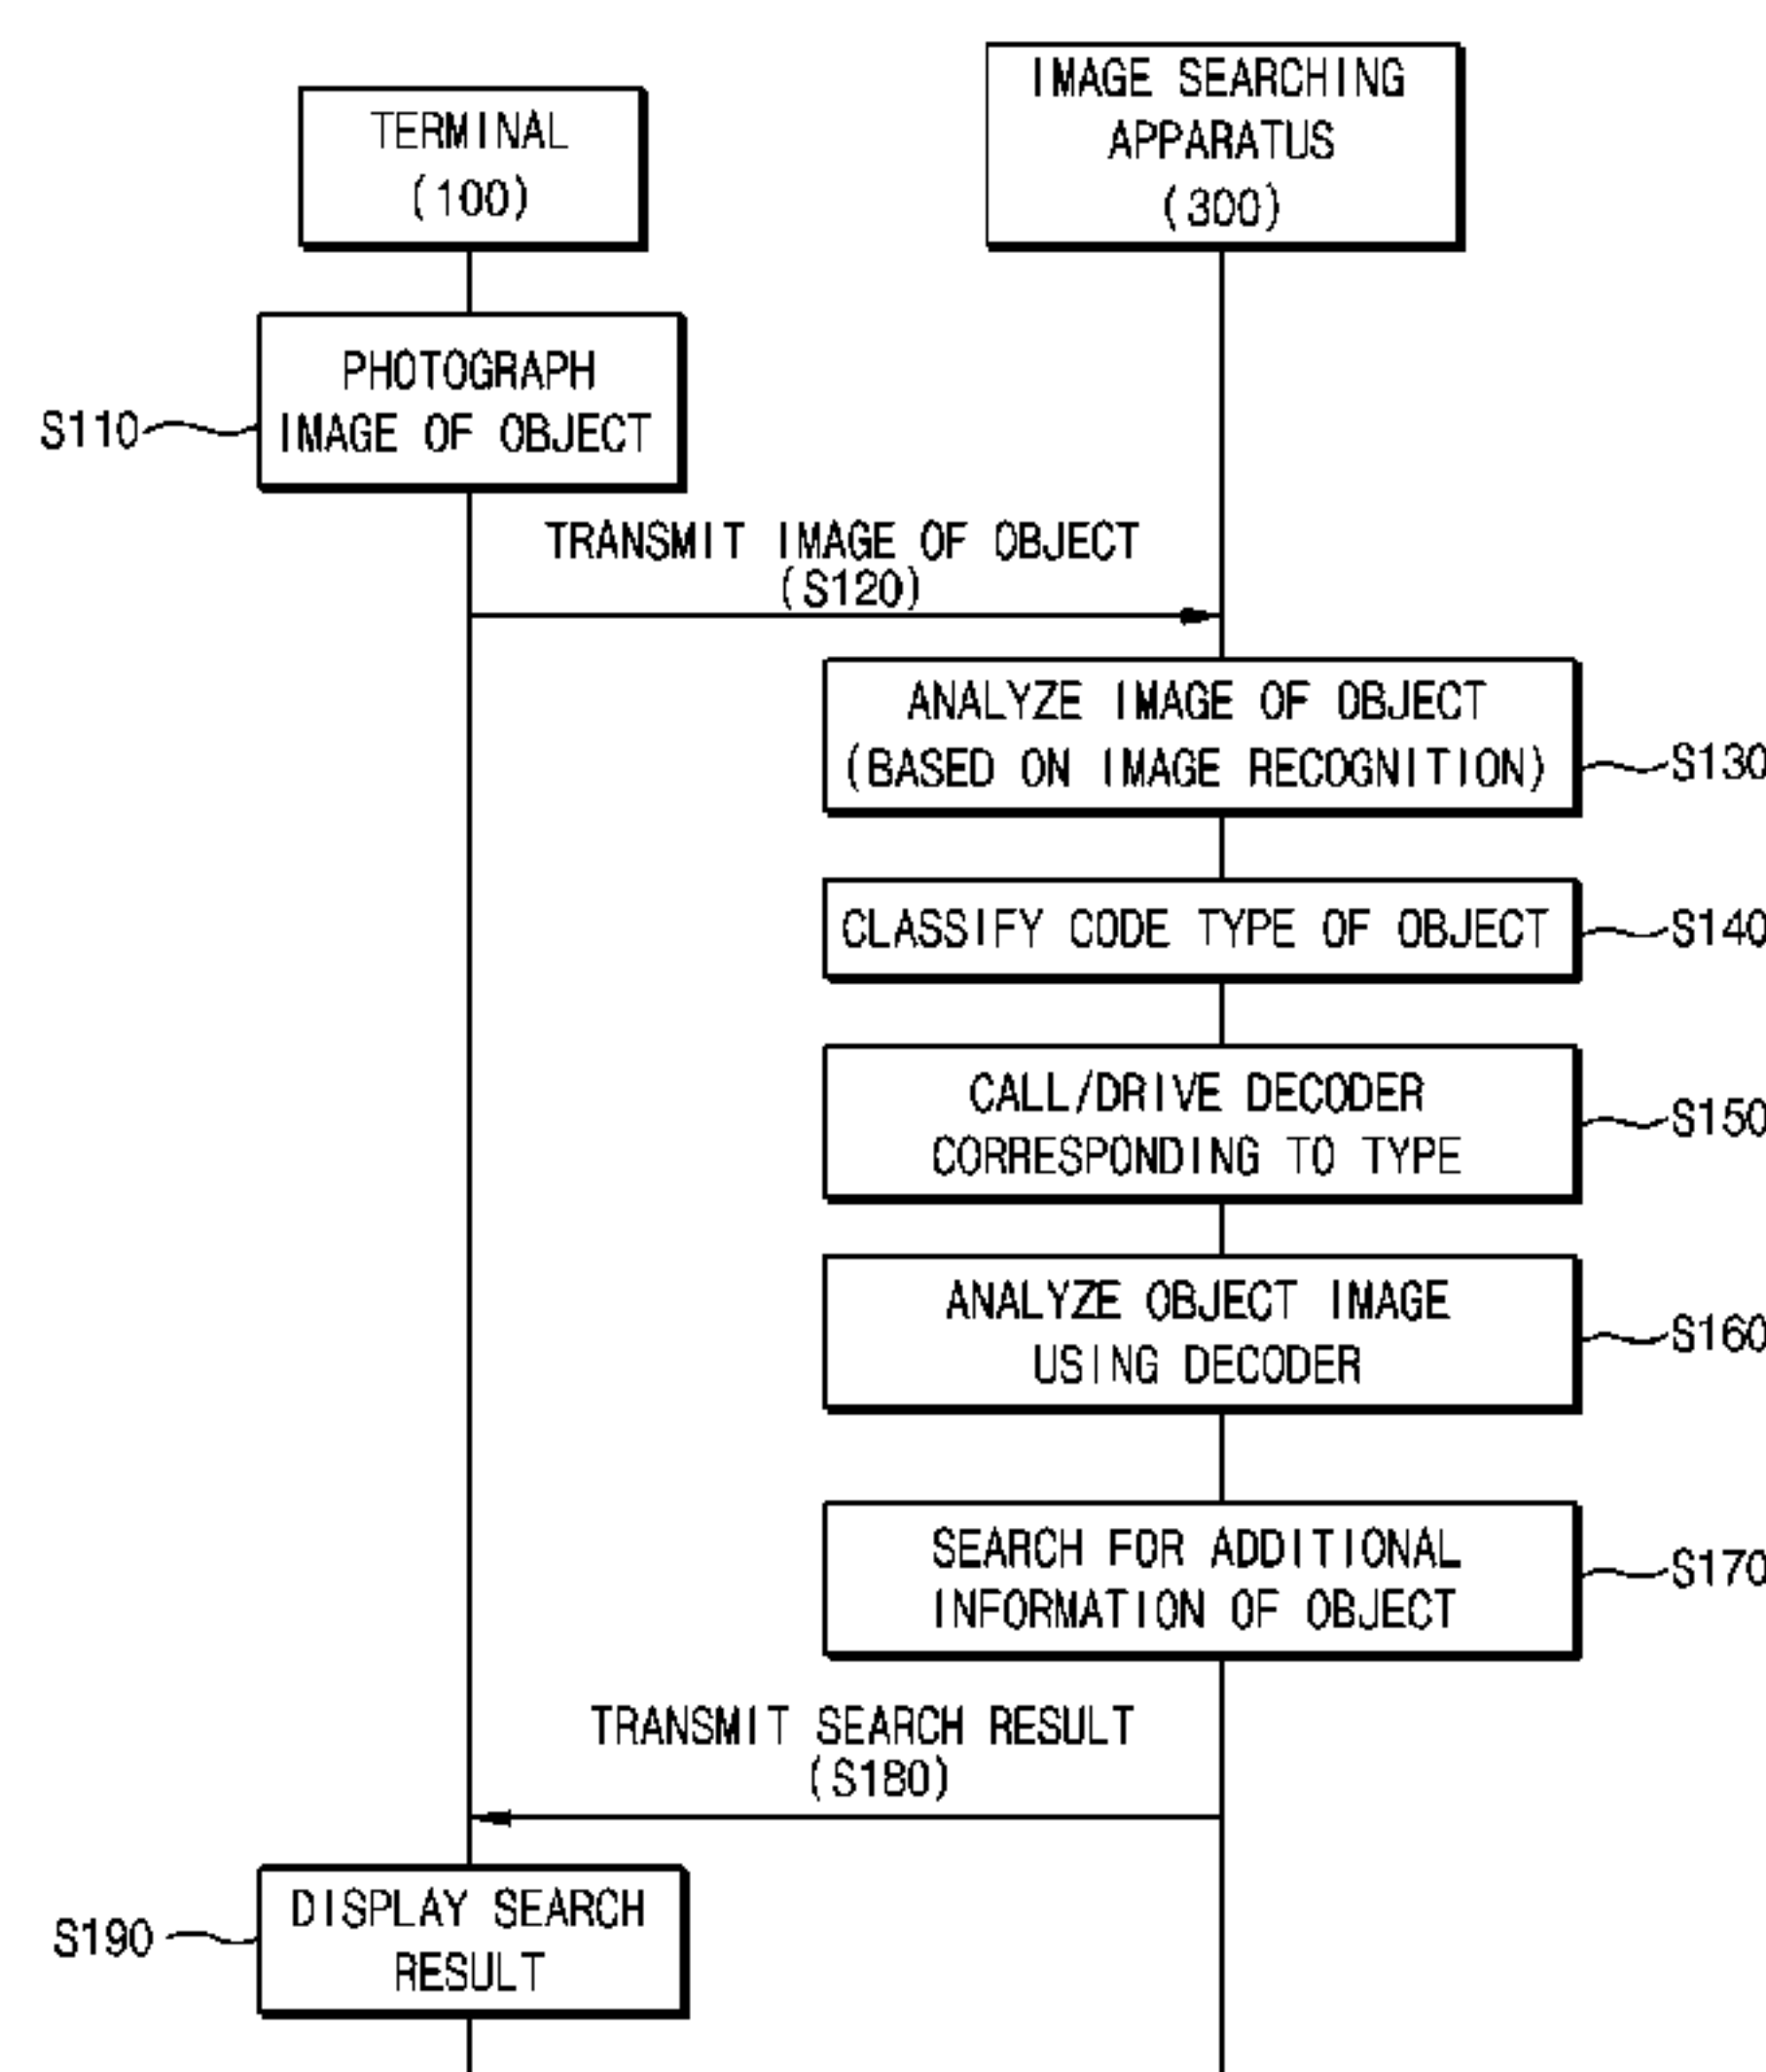 TERMINAL
(100)
IMAGE SEARCHING
APPARATUS
(300)
PHOTOGRAPH
IMAGE OF OBJECT
S110
TRANSMIT IMAGE OF OBJECT
(S120)
ANALYZE IMAGE OF OBJECT
(BASED ON IMAGE RECOGNITION)
S130
CLASSIFY CODE TYPE OF OBJECT
S140
CALL/DRIVE DECODER
CORRESPONDING TO TYPE
S150
ANALYZE OBJECT IMAGE
USING DECODER
S160
SEARCH FOR ADDITIONAL
INFORMATION OF OBJECT
S170
TRANSMIT SEARCH RESULT
(S180)
DISPLAY SEARCH
RESULT
S190